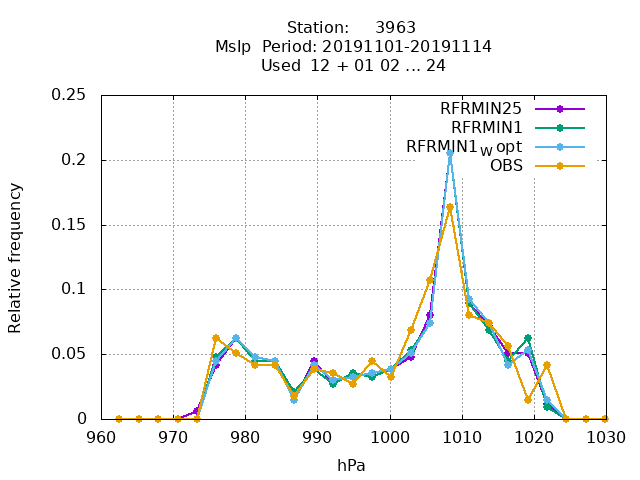 Station: 3963
Mslp Period: 20191101-20191114
Used 12 + 01 02 ... 24
0.25
0.2
0.15
0.1
0.05
0
Relative frequency
RFRMIN25
RFRMIN1
RFRMIN1w opt
OBS
960 970 980 990 1000 1010 1020 1030
hPa